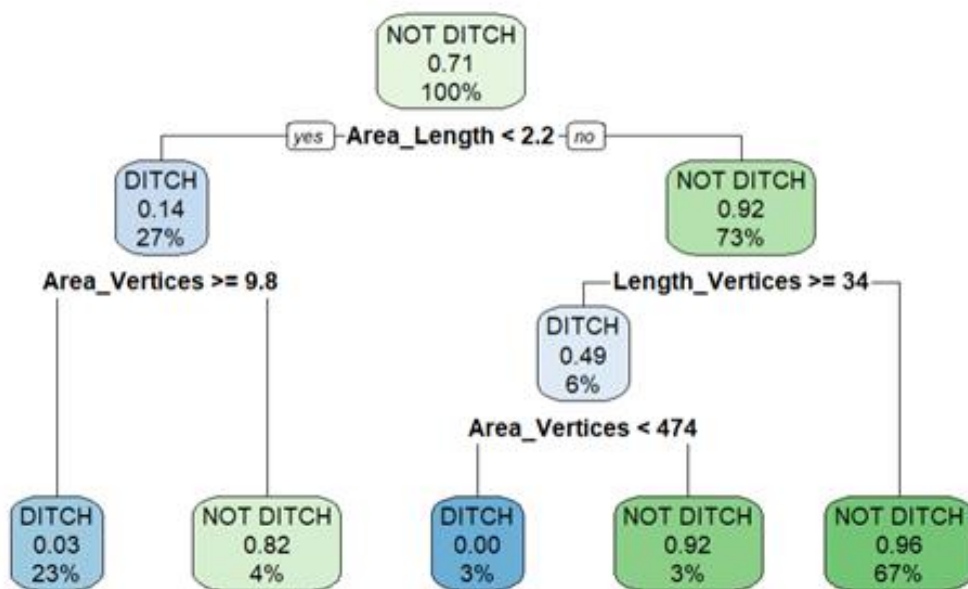 NOT DITCH
0.71
100%
yes Area_Length < 2.2 no
DITCH
0.14
27%
NOT DITCH
0.92
73%
Area_Vertices >= 9.8
Length_Vertices >= 34
DITCH
0.49
6%
Area_Vertices < 474
DITCH
0.03
23%
NOT DITCH
0.82
4%
DITCH
0.00
3%
NOT DITCH
0.92
3%
NOT DITCH
0.96
67%